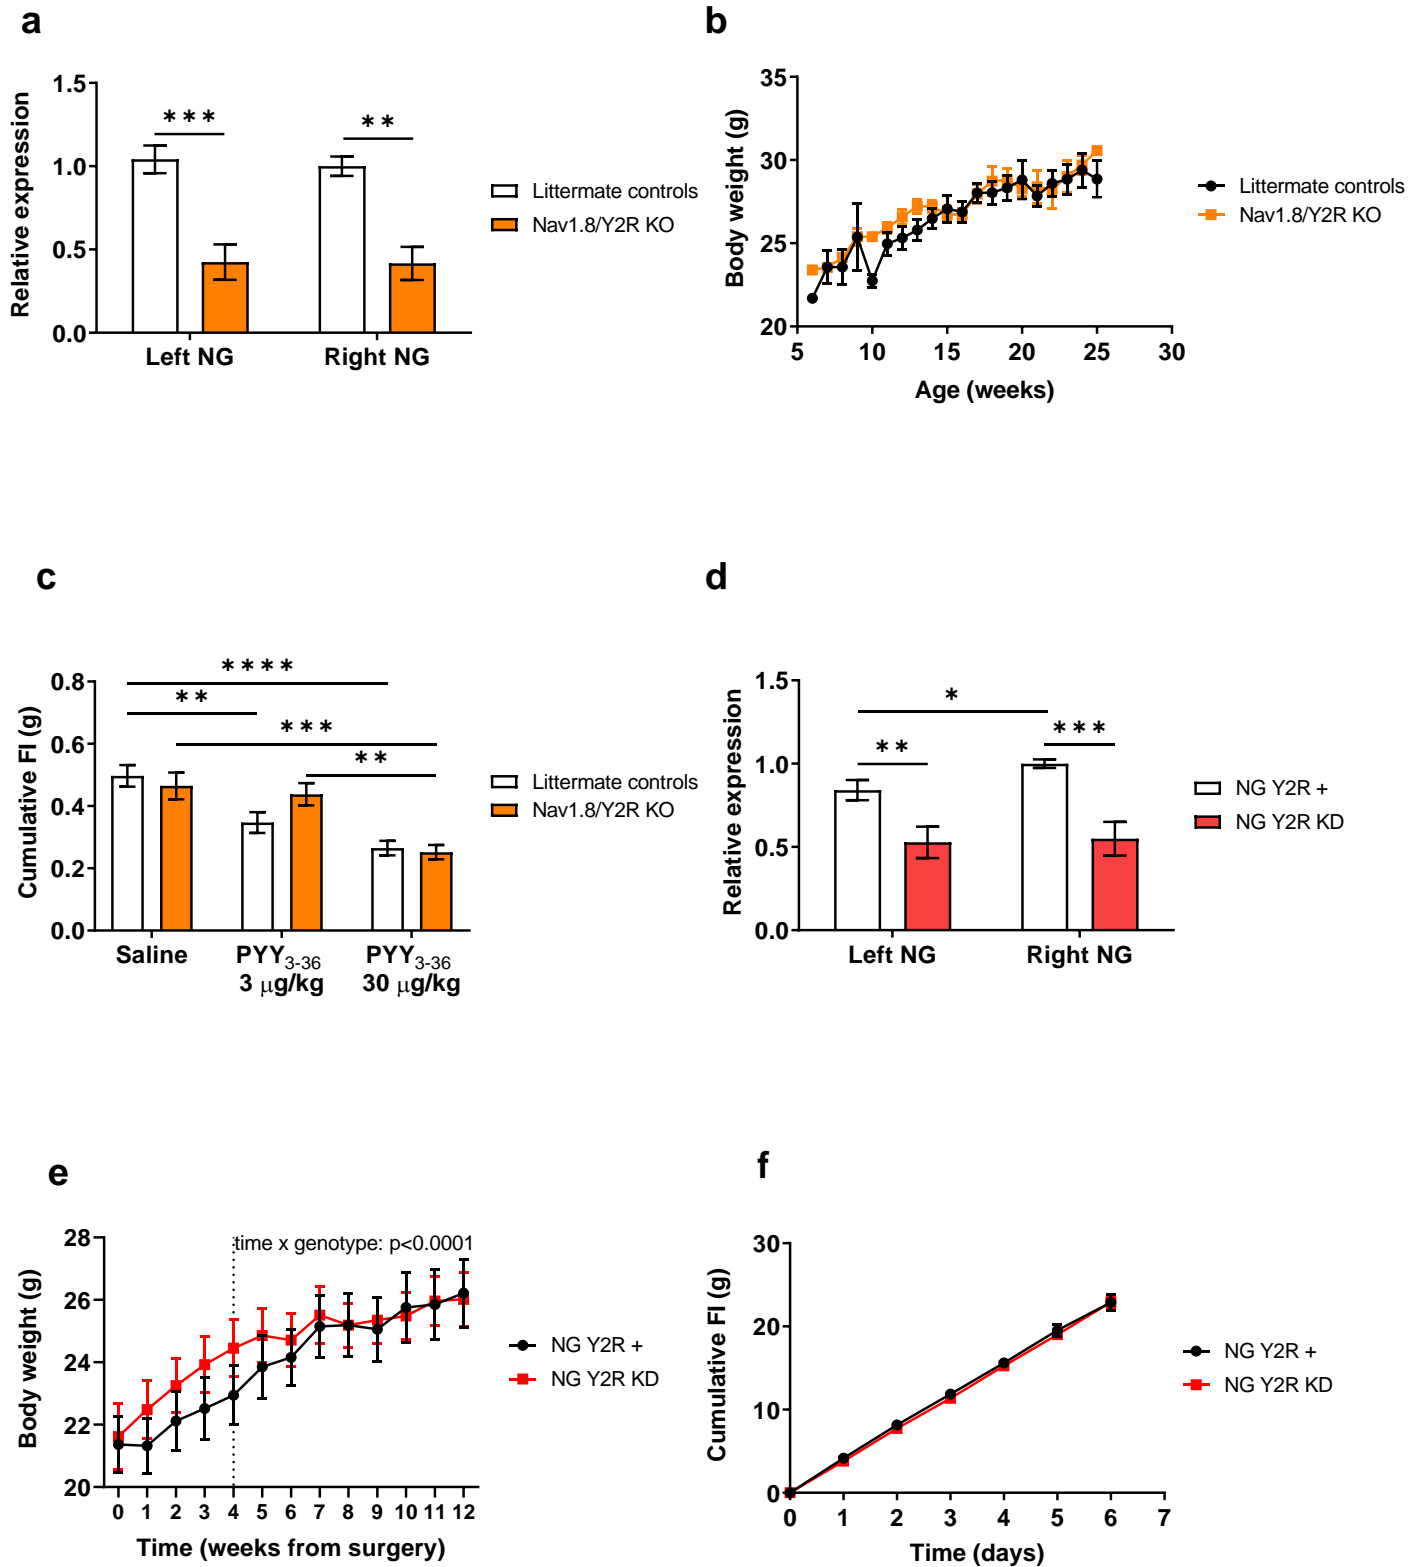 a
1.5
1.0
0.5
0.0
Relative expression
***
**
Left NG
Right NG
Littermate controls
Nav1.8/Y2R KO
b
35
30
25
20
Body weight (g)
5
10
15
20
25
30
Age (weeks)
Littermate controls
Nav1.8/Y2R KO
c
0.8
0.6
0.4
0.2
0.0
Cumulative FI (g)
****
**
***
**
Saline
PYY3-36
3 μg/kg
PYY3-36
30 μg/kg
Littermate controls
Nav1.8/Y2R KO
d
1.5
1.0
0.5
0.0
Relative expression
*
**
***
Left NG
Right NG
NG Y2R +
NG Y2R KD
e
28
26
24
22
20
Body weight (g)
time x genotype: p<0.0001
0
1
2
3
4
5
6
7
8
9
10
11
12
Time (weeks from surgery)
NG Y2R +
NG Y2R KD
f
30
20
10
0
Cumulative FI (g)
0
1
2
3
4
5
6
7
Time (days)
NG Y2R +
NG Y2R KD